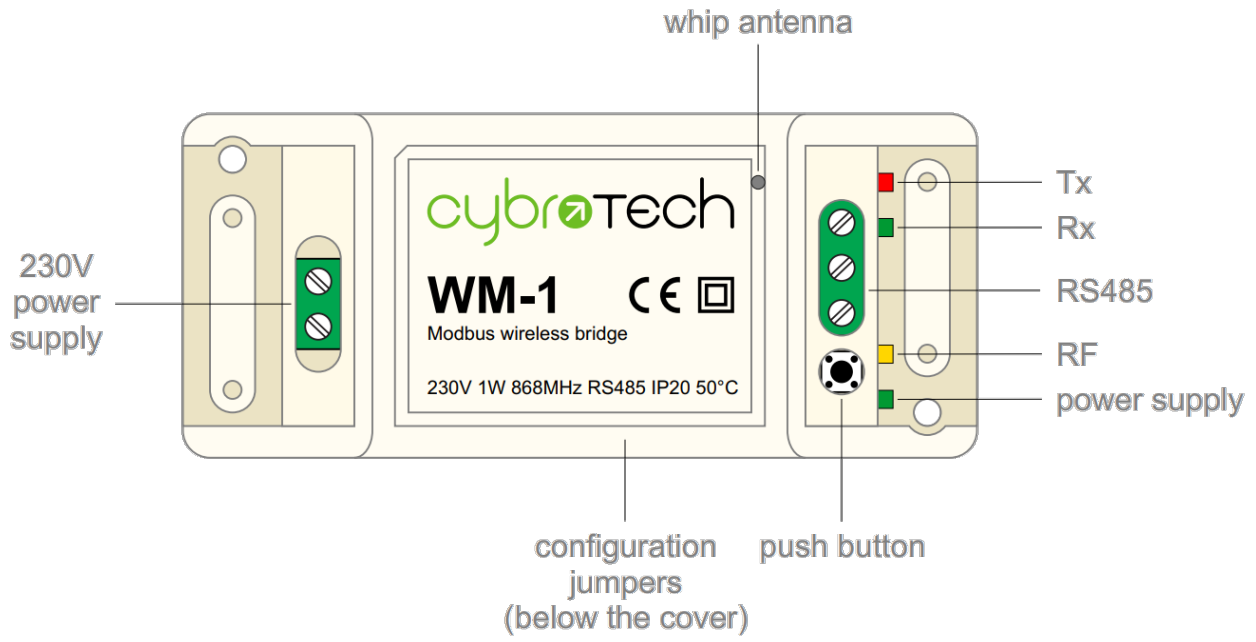 whip antenna
cybrotech
WM-1
CE
Modbus wireless bridge
230V 1W 868MHz RS485 IP20 50°C
230V
power
supply
Tx
Rx
RS485
RF
power supply
configuration
jumpers
(below the cover)
push button